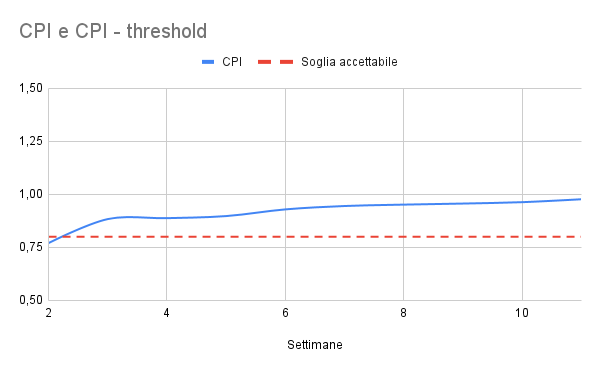 CPI e CPI - threshold
CPI
Soglia accettabile
1,50
1,25
1,00
0,75
0,50
2
4
6
8
10
Settimane